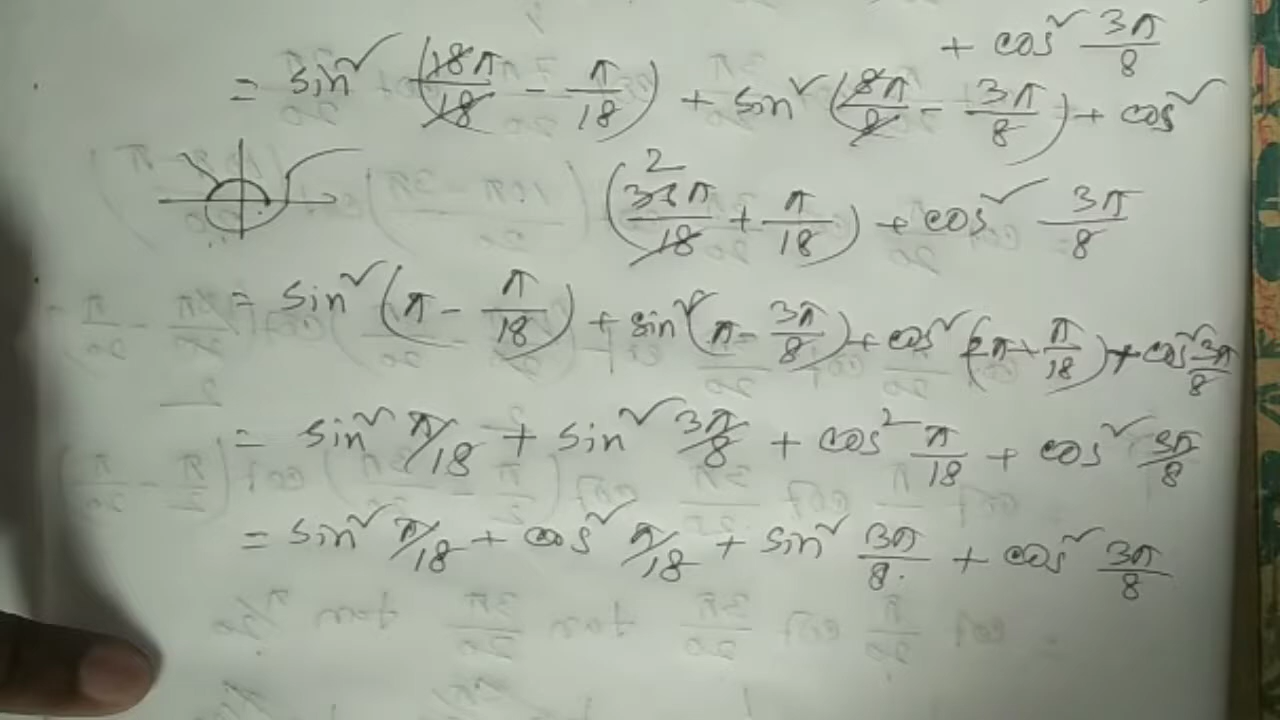 + cos² 3π/8
= sin² (18π/18 - π/18) + sin² (8π/8 - 3π/8) + cos²
(π/18 + π/18) + cos² 3π/8
= sin² (π - π/18) + sin² (π - 3π/8) + cos² (2π + π/18) + cos² 3π/8
= sin² π/18 + sin² 3π/8 + cos² π/18 + cos² 3π/8
= sin² π/18 + cos² π/18 + sin² 3π/8 + cos² 3π/8